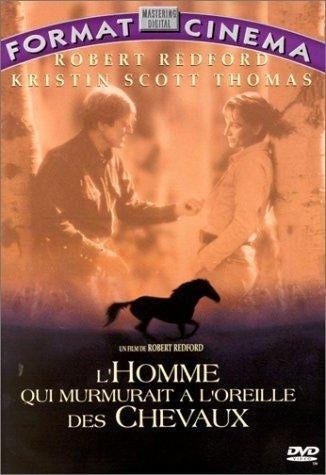 MASTERING
DIGITAL
FORMAT CINEMA
ROBERT REDFORD
KRISTIN SCOTT THOMAS
UN FILM DE ROBERT REDFORD
L'HOMME
QUI MURMURAIT A L'OREILLE
DES CHEVAUX
DVD
VIDEO